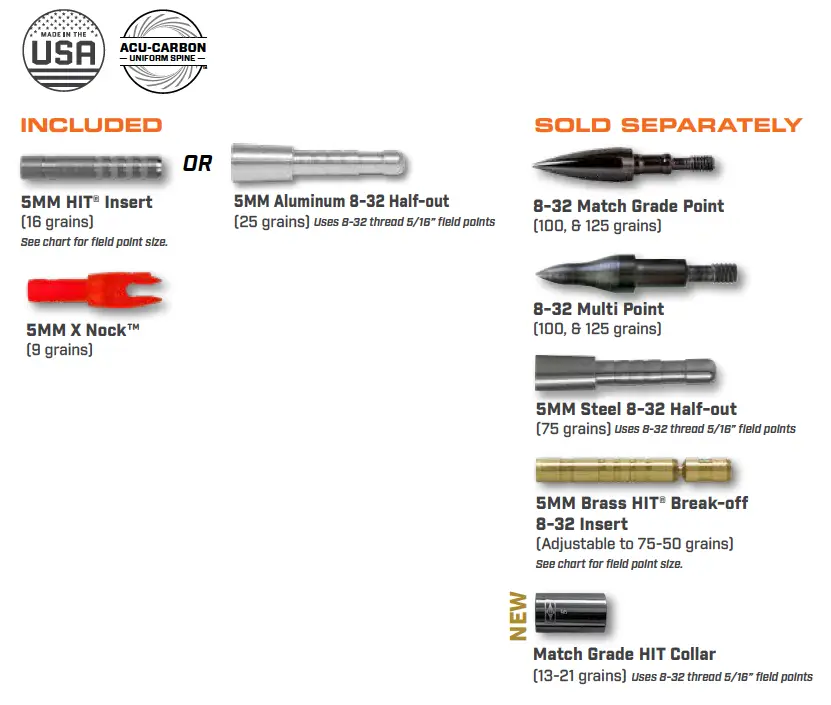 MADE IN THE
USA
ACU-CARBON
UNIFORM SPINE
™
INCLUDED
5MM HIT® Insert
(16 grains)
See chart for field point size.
OR
5MM Aluminum 8-32 Half-out
(25 grains) Uses 8-32 thread 5/16” field points
5MM X Nock™
(9 grains)
SOLD SEPARATELY
8-32 Match Grade Point
(100, & 125 grains)
8-32 Multi Point
(100, & 125 grains)
5MM Steel 8-32 Half-out
(75 grains) Uses 8-32 thread 5/16” field points
5MM Brass HIT® Break-off
8-32 Insert
(Adjustable to 75-50 grains)
See chart for field point size.
NEW
Match Grade HIT Collar
(13-21 grains) Uses 8-32 thread 5/16” field points